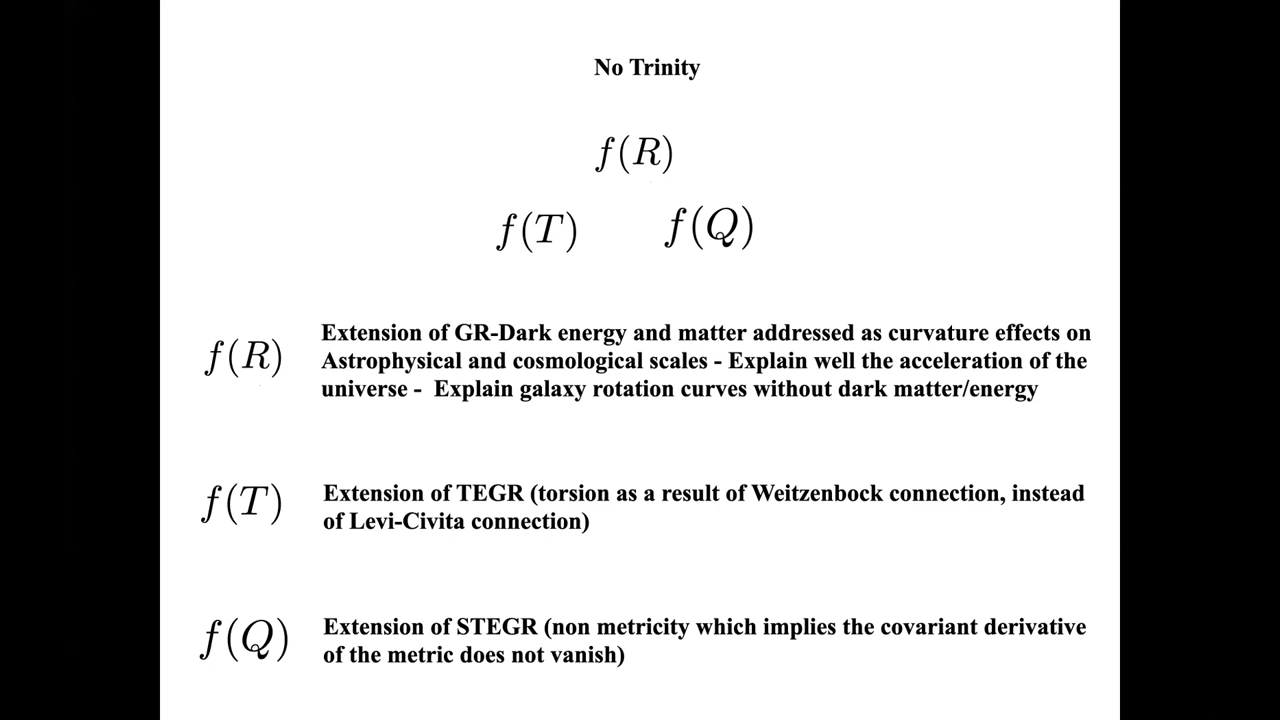 No Trinity
f(R)
f(T) f(Q)
f(R)
Extension of GR-Dark energy and matter addressed as curvature effects on
Astrophysical and cosmological scales - Explain well the acceleration of the
universe - Explain galaxy rotation curves without dark matter/energy
f(T)
Extension of TEGR (torsion as a result of Weitzenbock connection, instead
of Levi-Civita connection)
f(Q)
Extension of STEGR (non metricity which implies the covariant derivative
of the metric does not vanish)